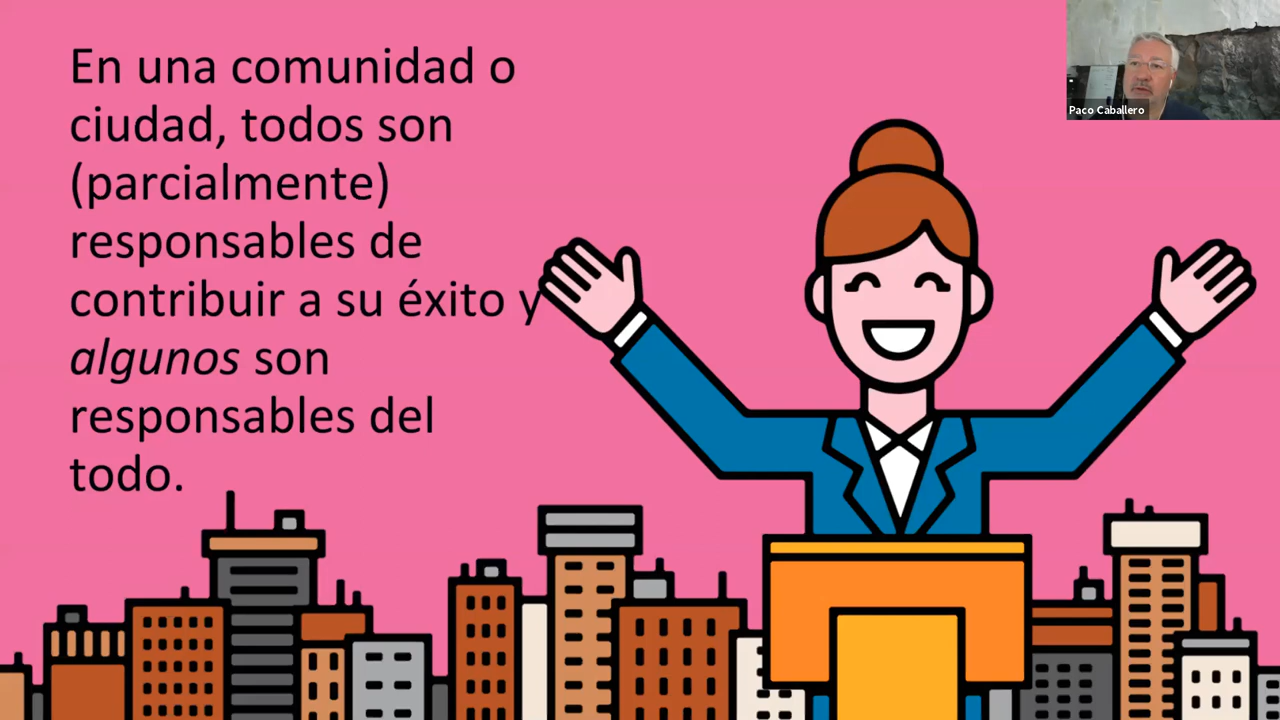 En una comunidad o
ciudad, todos son
(parcialmente)
responsables de
contribuir a su éxito y
algunos son
responsables del
todo.
Paco Caballero